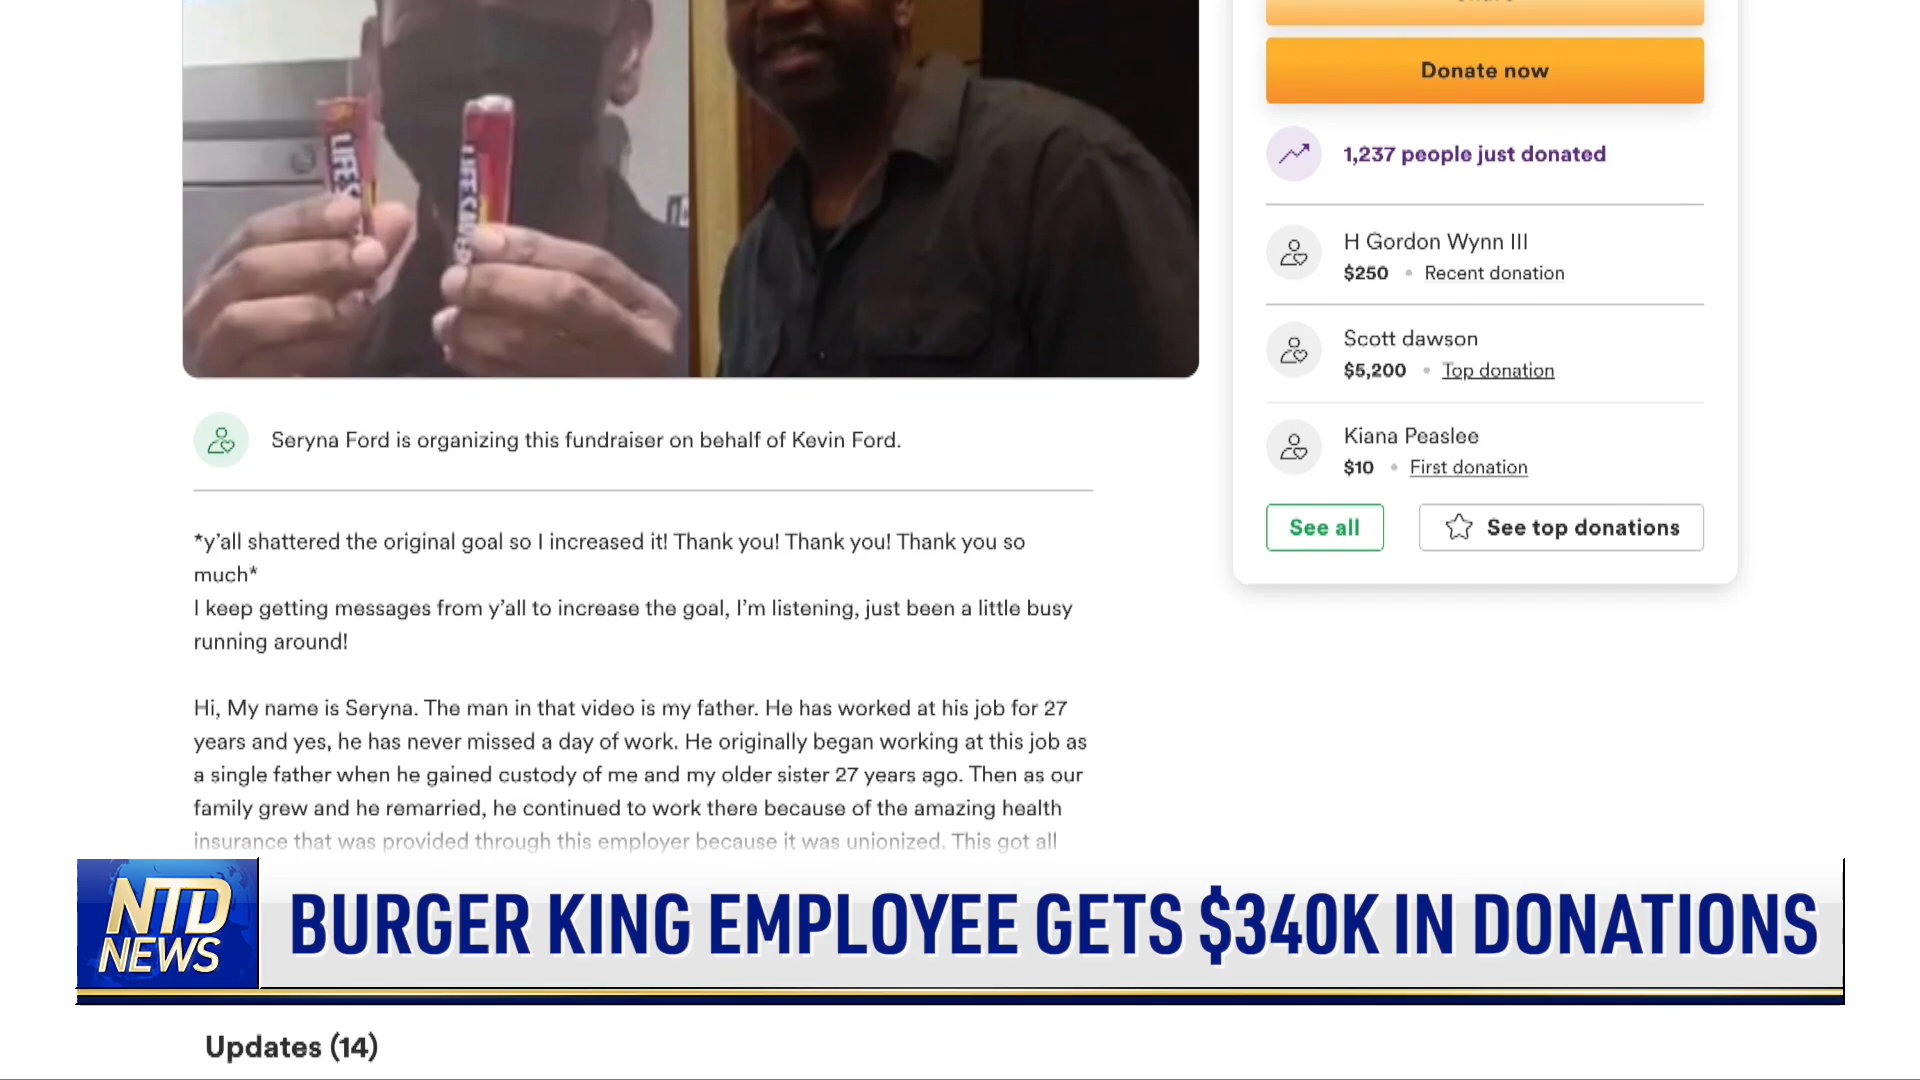 Donate now
1,237 people just donated
H Gordon Wynn III
$250 • Recent donation
Scott dawson
$5,200 • Top donation
Kiana Peaslee
$10 • First donation
See all
See top donations
LIFESAVERS
Seryna Ford is organizing this fundraiser on behalf of Kevin Ford.
*y'all shattered the original goal so I increased it! Thank you! Thank you! Thank you so
much*
I keep getting messages from y'all to increase the goal, I'm listening, just been a little busy
running around!
Hi, My name is Seryna. The man in that video is my father. He has worked at his job for 27
years and yes, he has never missed a day of work. He originally began working at this job as
a single father when he gained custody of me and my older sister 27 years ago. Then as our
family grew and he remarried, he continued to work there because of the amazing health
insurance that was provided through this employer because it was unionized. This got all
NTD
NEWS
BURGER KING EMPLOYEE GETS $340K IN DONATIONS
Updates (14)